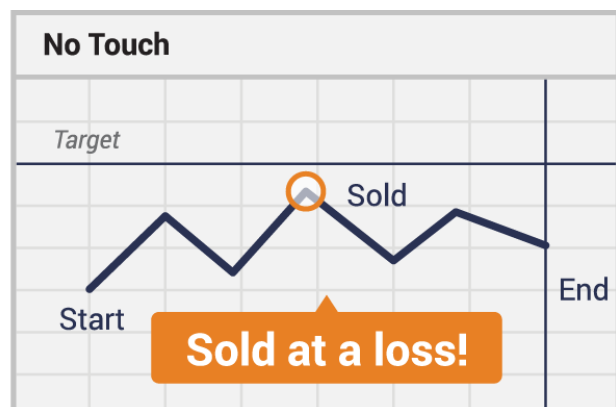 No Touch
Target
Sold
End
Start
Sold at a loss!